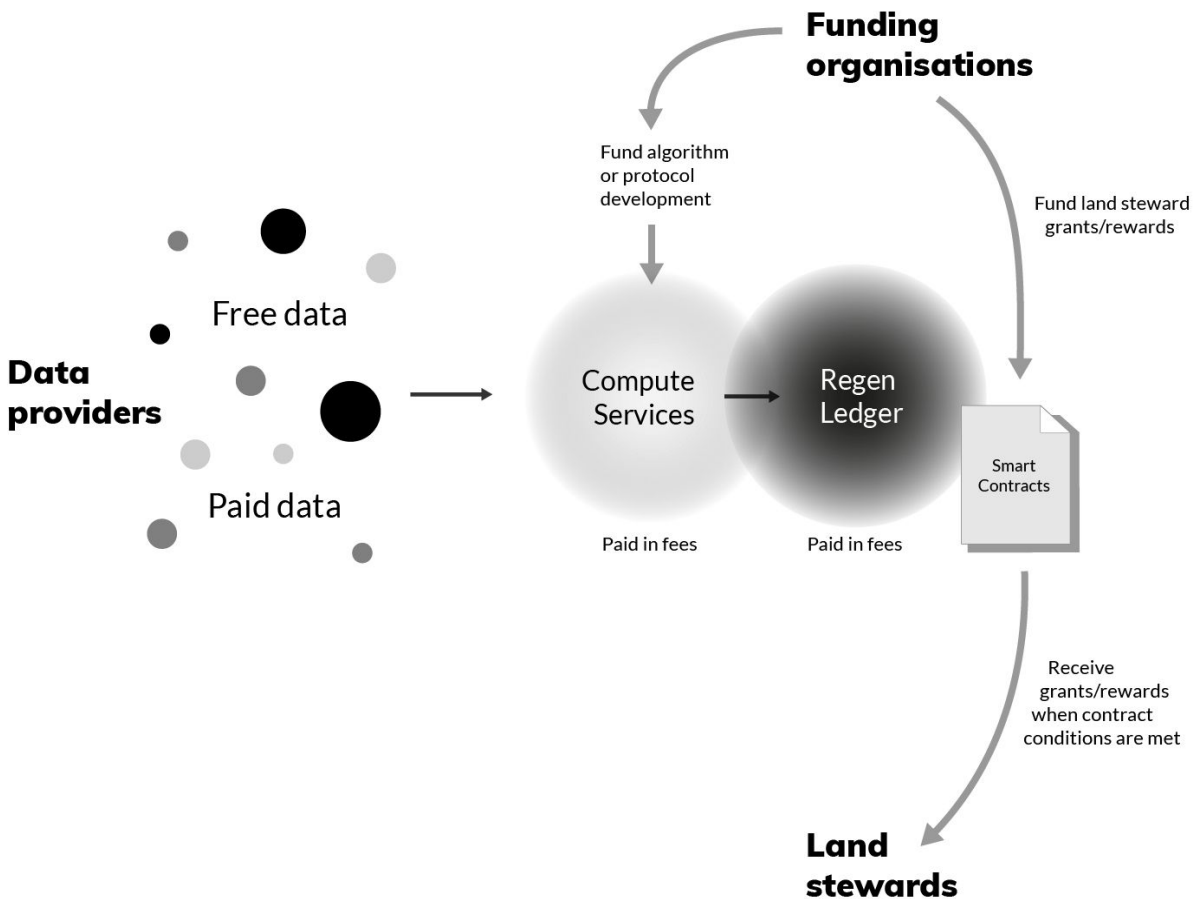 Funding
organisations
Fund algorithm
or protocol
development
Fund land steward
grants/rewards
Free data
Data
providers
Paid data
Compute
Services
Regen
Ledger
Smart
Contracts
Paid in fees
Paid in fees
Receive
grants/rewards
when contract
conditions are met
Land
stewards